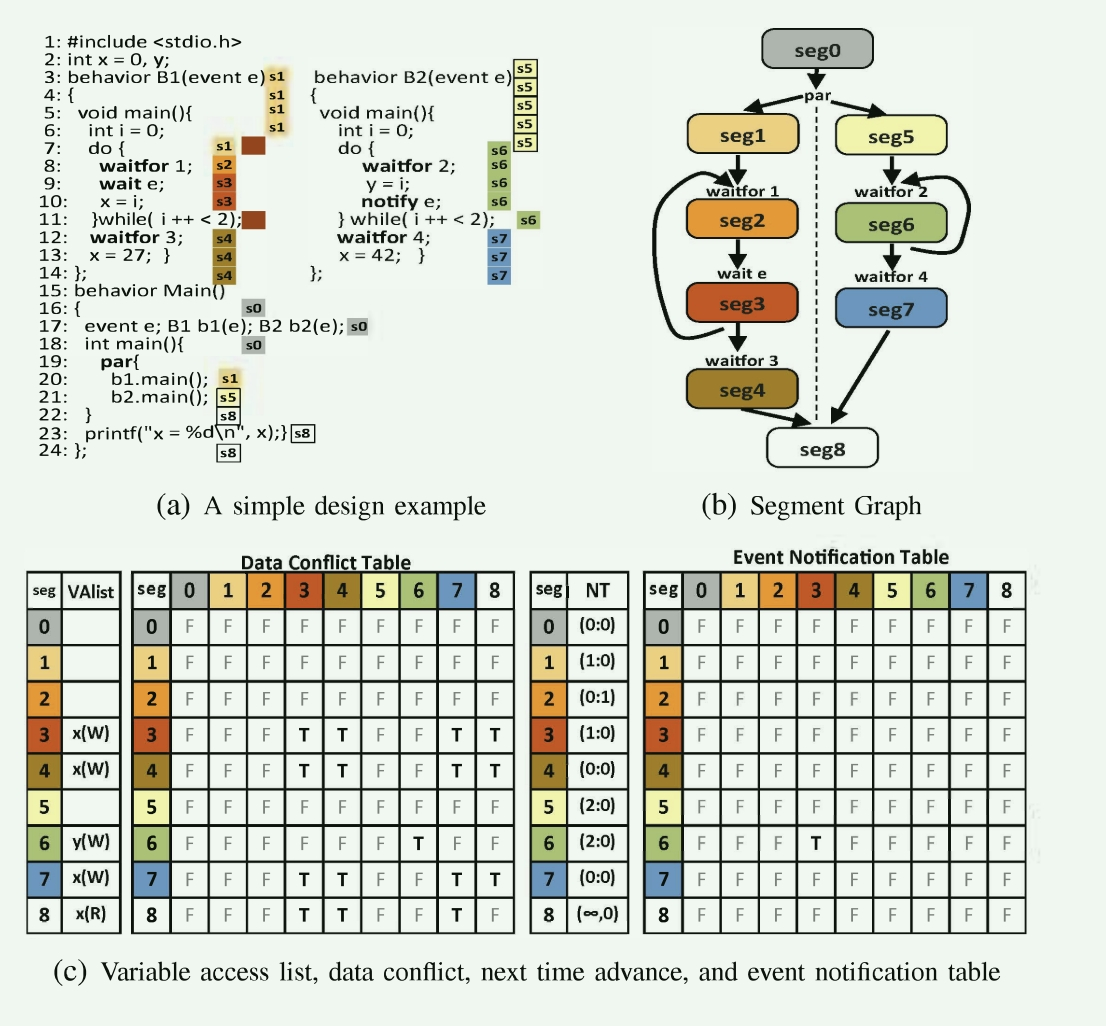 1: #include <stdio.h>
2: int x = 0, y;
3: behavior B1(event e) s1 behavior B2(event e) s5
4: { s1 { s5
5: void main(){ s1 void main(){ s5
6: int i = 0; s1 int i = 0; s5
7: do { s1 do { s6 s5
8: waitfor 1; s2 waitfor 2; s6
9: wait e; s3 y = i; s6
10: x = i; s3 notify e; s6
11: }while( i ++ < 2); } while( i ++ < 2); s6
12: waitfor 3; s4 waitfor 4; s7
13: x = 27; } s4 x = 42; } s7
14: }; s4 }; s7
15: behavior Main()
16: { s0
17: event e; B1 b1(e); B2 b2(e); s0
18: int main(){ s0
19: par{
20: b1.main(); s1
21: b2.main(); s5
22: } s8
23: printf("x = %d\n", x);} s8
24: }; s8
seg0
par
seg1 seg5
waitfor 1 waitfor 2
seg2 seg6
wait e waitfor 4
seg3 seg7
waitfor 3
seg4
seg8
(a) A simple design example (b) Segment Graph
Data Conflict Table Event Notification Table
seg VAlist seg 0 1 2 3 4 5 6 7 8 seg NT seg 0 1 2 3 4 5 6 7 8
0 0 F F F F F F F F F 0 (0:0) 0 F F F F F F F F F
1 1 F F F F F F F F F 1 (1:0) 1 F F F F F F F F F
2 2 F F F F F F F F F 2 (0:1) 2 F F F F F F F F F
3 x(W) 3 F F F T T F F T T 3 (1:0) 3 F F F F F F F F F
4 x(W) 4 F F F T T F F T T 4 (0:0) 4 F F F F F F F F F
5 5 F F F F F F F F F 5 (2:0) 5 F F F F F F F F F
6 y(W) 6 F F F F F F T F F 6 (2:0) 6 F F F T F F F F F
7 x(W) 7 F F F T T F F T T 7 (0:0) 7 F F F F F F F F F
8 x(R) 8 F F F T T F F T F 8 (∞,0) 8 F F F F F F F F F
(c) Variable access list, data conflict, next time advance, and event notification table